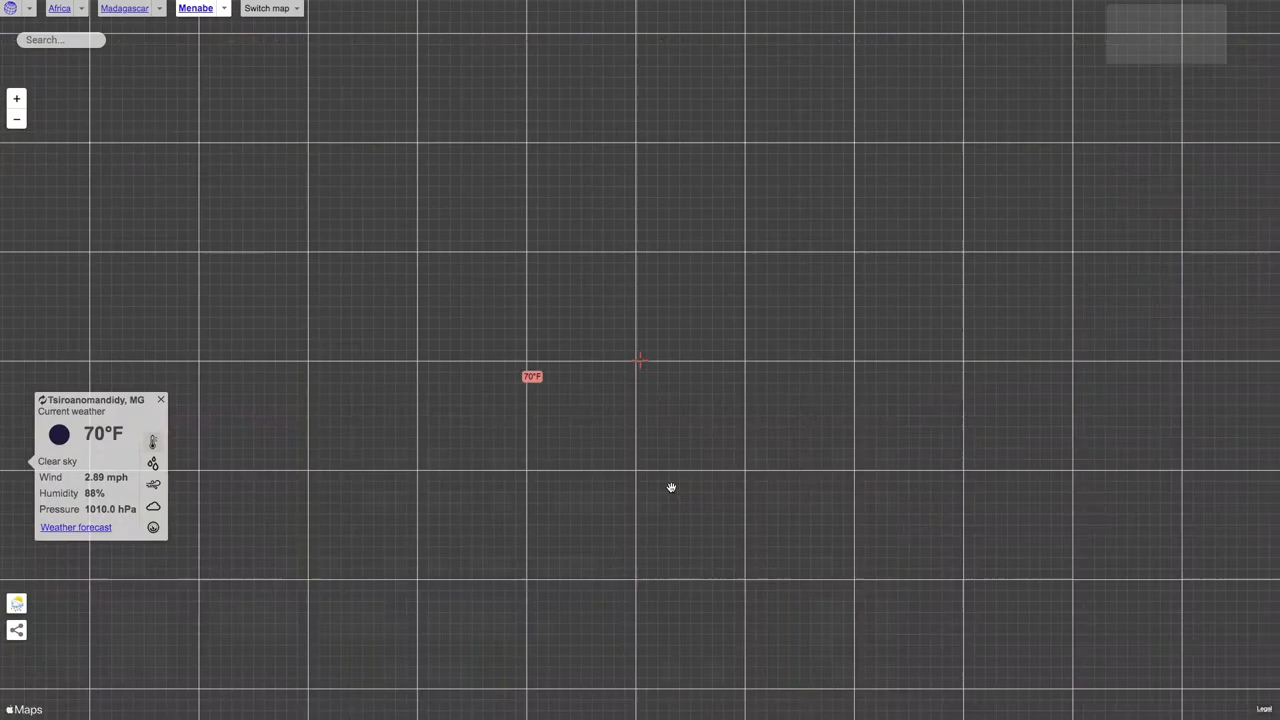 Africa
Madagascar
Menabe
Switch map
Search...
+
−
70°F
Tsiroanomandidy, MG
Current weather
70°F
Clear sky
Wind 2.89 mph
Humidity 88%
Pressure 1010.0 hPa
Weather forecast
Maps
Legal